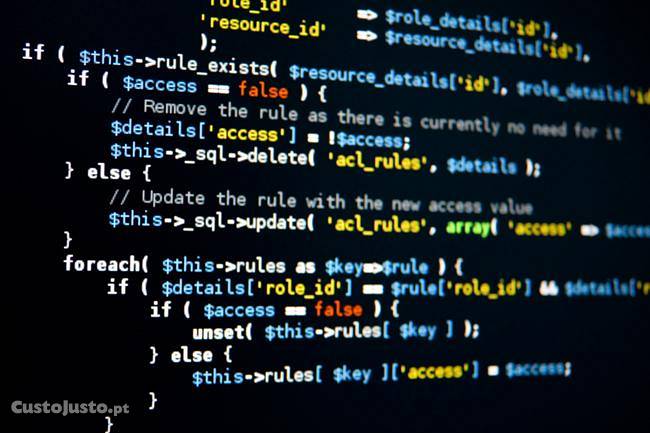 'role_id' => $role_details['id'],
'resource_id' => $resource_details['id'],
);
if ( $this->rule_exists( $resource_details['id'], $role_details['id
if ( $access == false ) {
// Remove the rule as there is currently no need for it
$details['access'] = !$access;
$this->_sql->delete( 'acl_rules', $details );
} else {
// Update the rule with the new access value
$this->_sql->update( 'acl_rules', array( 'access' => $acces
}
foreach( $this->rules as $key=>$rule ) {
if ( $details['role_id'] == $rule['role_id'] && $details['r
if ( $access == false ) {
unset( $this->rules[ $key ] );
} else {
$this->rules[ $key ]['access'] = $access;
}
}
CustoJusto.pt